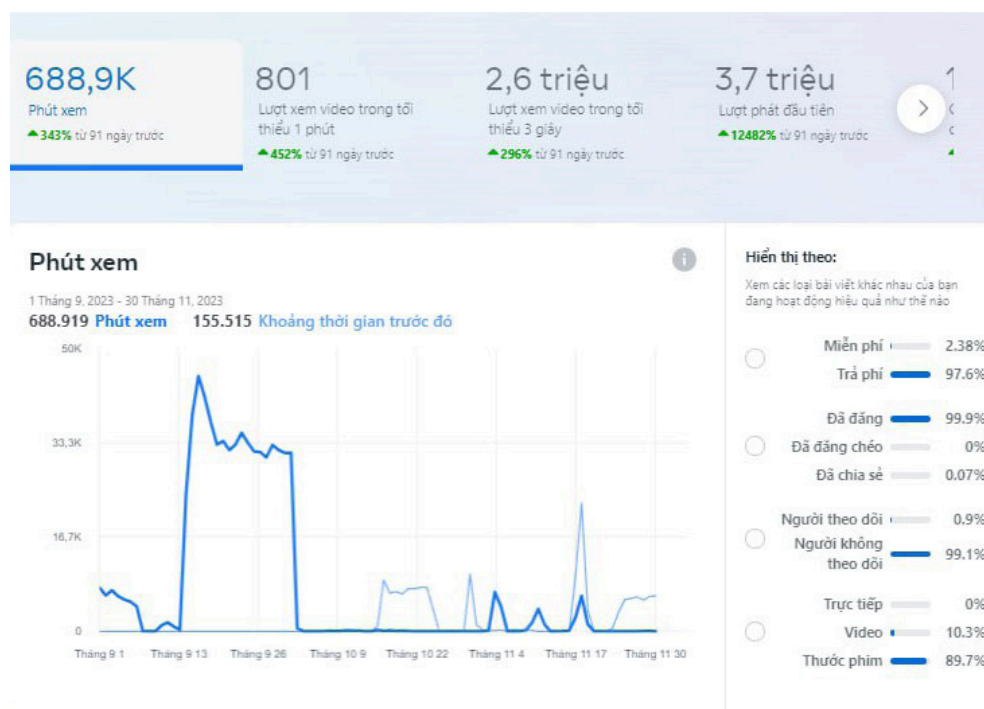 688,9K
Phút xem
343% từ 91 ngày trước
801
Lượt xem video trong tối
thiểu 1 phút
452% từ 91 ngày trước
2,6 triệu
Lượt xem video trong tối
thiểu 3 giây
296% từ 91 ngày trước
3,7 triệu
Lượt phát đầu tiên
12482% từ 91 ngày trước
Phút xem
1 Tháng 9, 2023 - 30 Tháng 11, 2023
688.919 Phút xem 155.515 Khoảng thời gian trước đó
50K
33,3K
16,7K
0
Tháng 9 1 Tháng 9 13 Tháng 9 26 Tháng 10 9 Tháng 10 22 Tháng 11 4 Tháng 11 17 Tháng 11 30
Hiển thị theo:
Xem các loại bài viết khác nhau của bạn
đang hoạt động hiệu quả như thế nào
Miễn phí 2.38%
Trả phí 97.6%
Đã đăng 99.9%
Đã đăng chéo 0%
Đã chia sẻ 0.07%
Người theo dõi 0.9%
Người không
theo dõi 99.1%
Trực tiếp 0%
Video 10.3%
Thước phim 89.7%